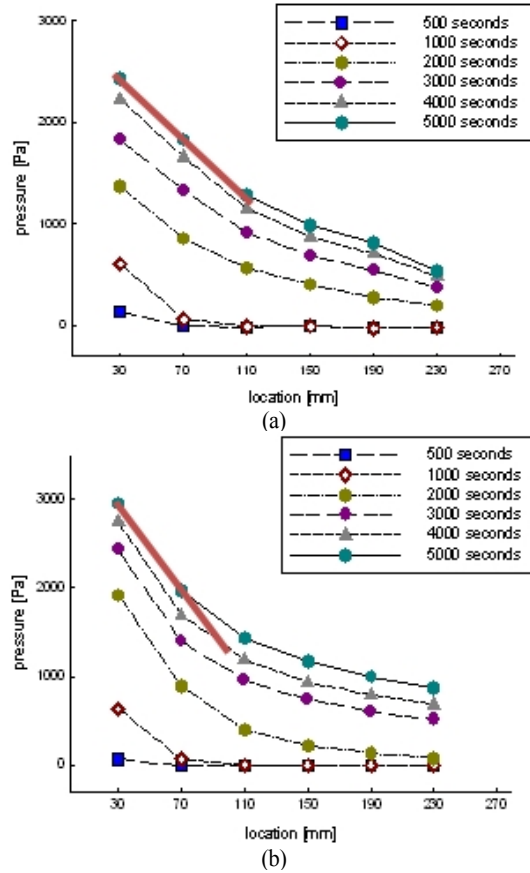 500 seconds
1000 seconds
2000 seconds
3000 seconds
4000 seconds
5000 seconds
3000
2000
1000
0
pressure [Pa]
30 70 110 150 190 230 270
location [mm]
(a)
500 seconds
1000 seconds
2000 seconds
3000 seconds
4000 seconds
5000 seconds
3000
2000
1000
0
pressure [Pa]
30 70 110 150 190 230 270
location [mm]
(b)